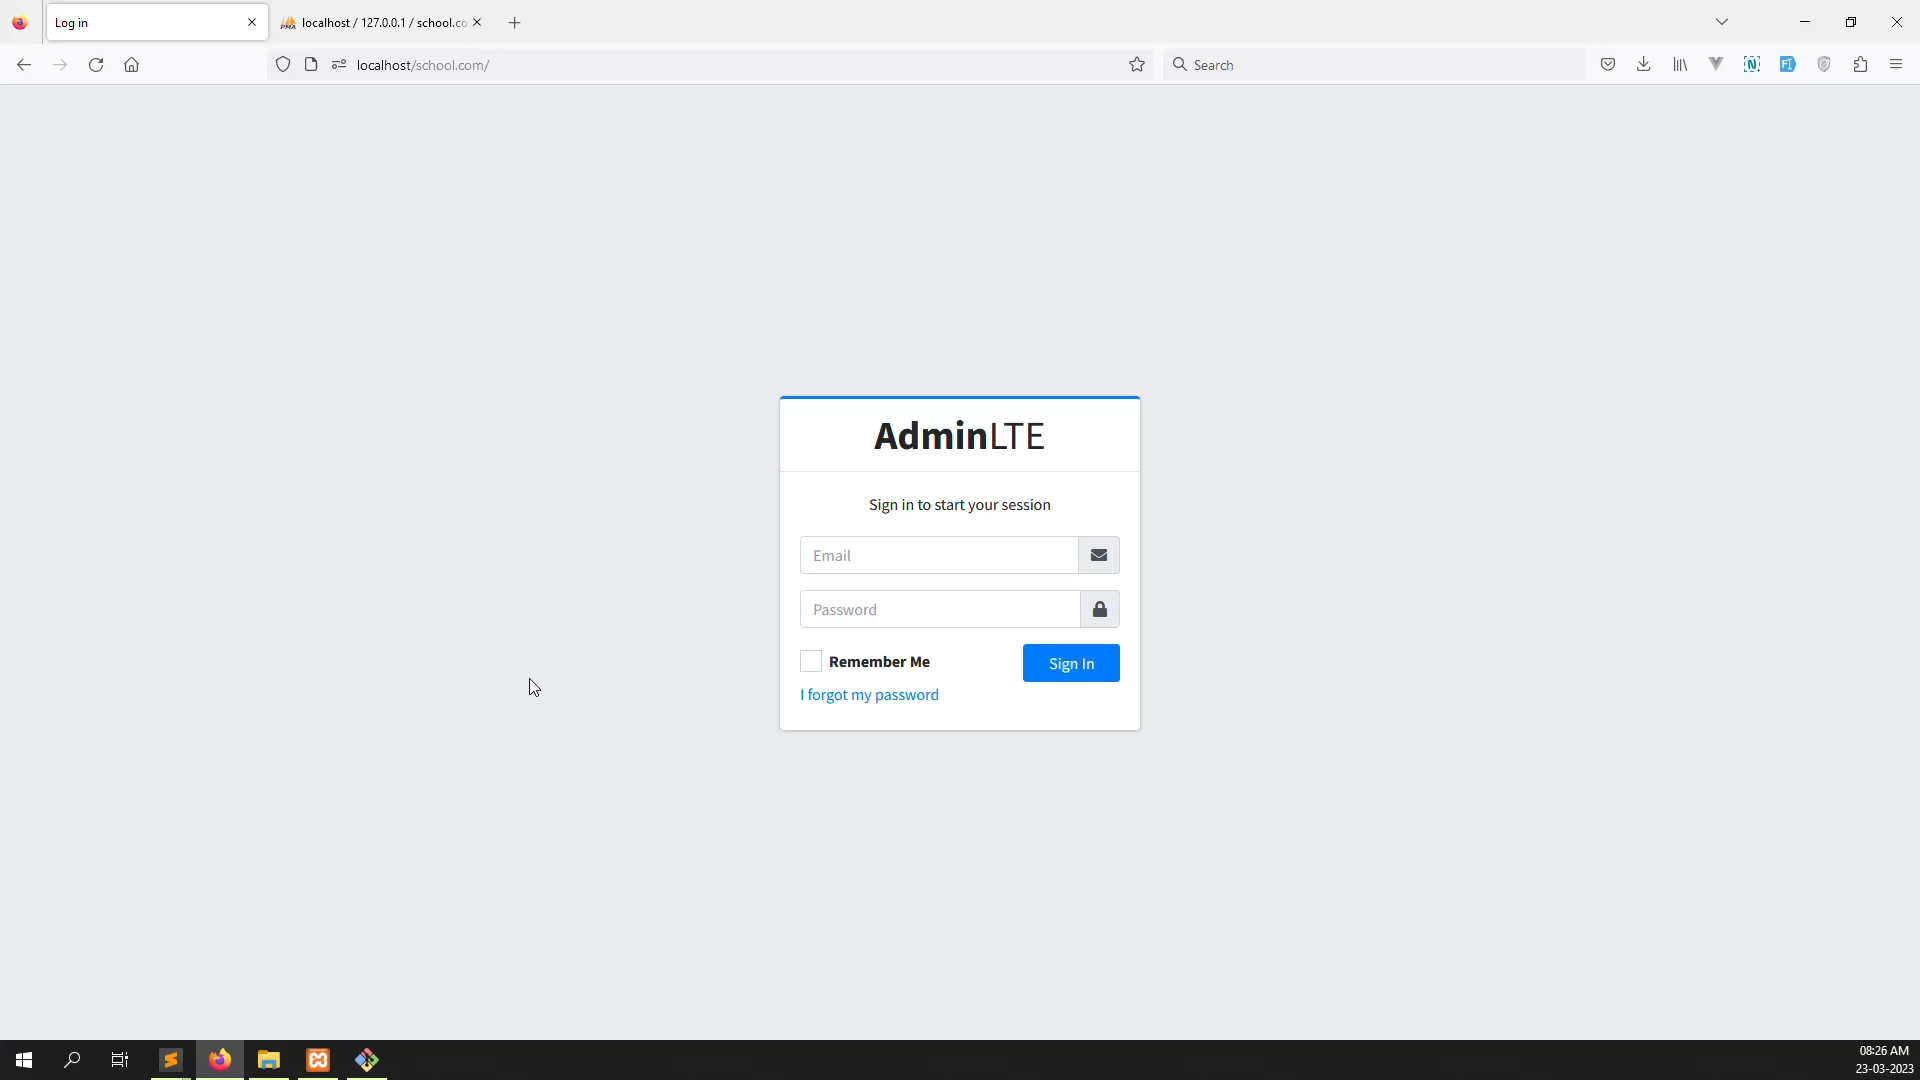 Log in
localhost / 127.0.0.1 / school.co
localhost/school.com/
Search
AdminLTE
Sign in to start your session
Email
Password
Remember Me
Sign In
I forgot my password
08:26 AM
23-03-2023